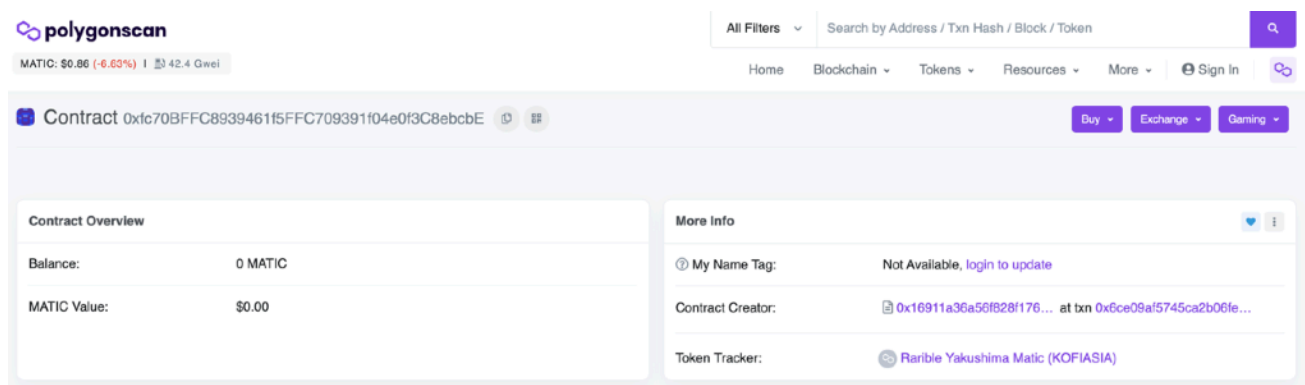 polygonscan
All Filters
Search by Address / Txn Hash / Block / Token
MATIC: $0.86 (-6.63%) | 42.4 Gwei
Home Blockchain Tokens Resources More Sign In
Contract 0xfc70BFFC8939461f5FFC709391f04e0f3C8ebcbE
Buy Exchange Gaming
Contract Overview
Balance: 0 MATIC
MATIC Value: $0.00
More Info
My Name Tag: Not Available, login to update
Contract Creator: 0x16911a36a56f828f176... at txn 0x6ce09af5745ca2b06fe...
Token Tracker: Rarible Yakushima Matic (KOFIASIA)